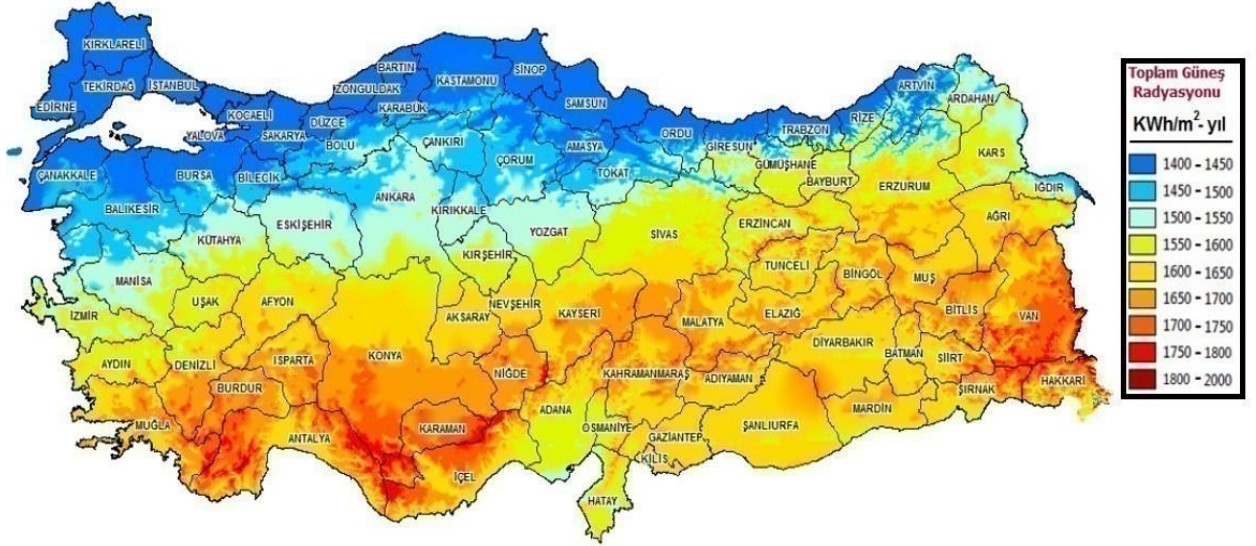 KIRKLARELİ
TEKİRDAĞ
İSTANBUL
EDİRNE
KOCAELİ
YALOVA
SAKARYA
DÜZCE
ZONGULDAK
BARTIN
KARABÜK
KASTAMONU
SİNOP
SAMSUN
BOLU
ÇANKIRI
ÇORUM
AMASYA
TOKAT
ORDU
GİRESUN
TRABZON
RİZE
ARTVİN
ARDAHAN
KARS
GÜMÜŞHANE
BAYBURT
ERZURUM
IĞDIR
AĞRI
ÇANAKKALE
BALIKESİR
BURSA
BİLECİK
KÜTAHYA
ESKİŞEHİR
ANKARA
KIRIKKALE
YOZGAT
KIRŞEHİR
SİVAS
ERZİNCAN
TUNCELİ
BİNGÖL
MUŞ
BİTLİS
VAN
MANİSA
İZMİR
UŞAK
AFYON
AKSARAY
NEVŞEHİR
KAYSERİ
MALATYA
ELAZIĞ
DİYARBAKIR
BATMAN
SİİRT
ŞIRNAK
HAKKARİ
AYDIN
DENİZLİ
ISPARTA
BURDUR
KONYA
NİĞDE
KAHRAMANMARAŞ
ADIYAMAN
MARDİN
ŞANLIURFA
MUĞLA
ANTALYA
KARAMAN
İÇEL
ADANA
OSMANİYE
GAZİANTEP
KİLİS
HATAY
Toplam Güneş
Radyasyonu
KWh/m²- yıl
1400 - 1450
1450 - 1500
1500 - 1550
1550 - 1600
1600 - 1650
1650 - 1700
1700 - 1750
1750 - 1800
1800 - 2000